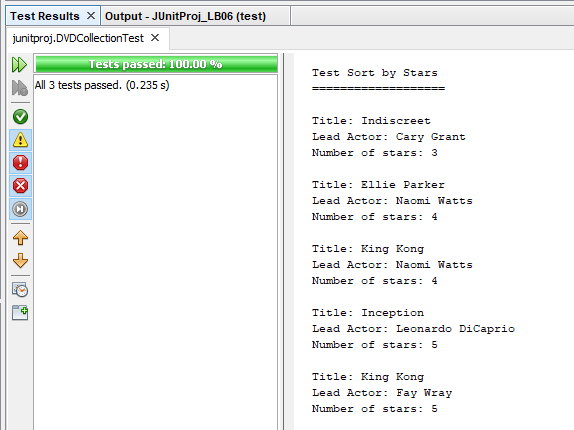 Test Results
Output - JUnitProj_LB06 (test)
junitproj.DVDCollectionTest
Tests passed: 100.00 %
All 3 tests passed. (0.235 s)
Test Sort by Stars
===================
Title: Indiscreet
Lead Actor: Cary Grant
Number of stars: 3
Title: Ellie Parker
Lead Actor: Naomi Watts
Number of stars: 4
Title: King Kong
Lead Actor: Naomi Watts
Number of stars: 4
Title: Inception
Lead Actor: Leonardo DiCaprio
Number of stars: 5
Title: King Kong
Lead Actor: Fay Wray
Number of stars: 5